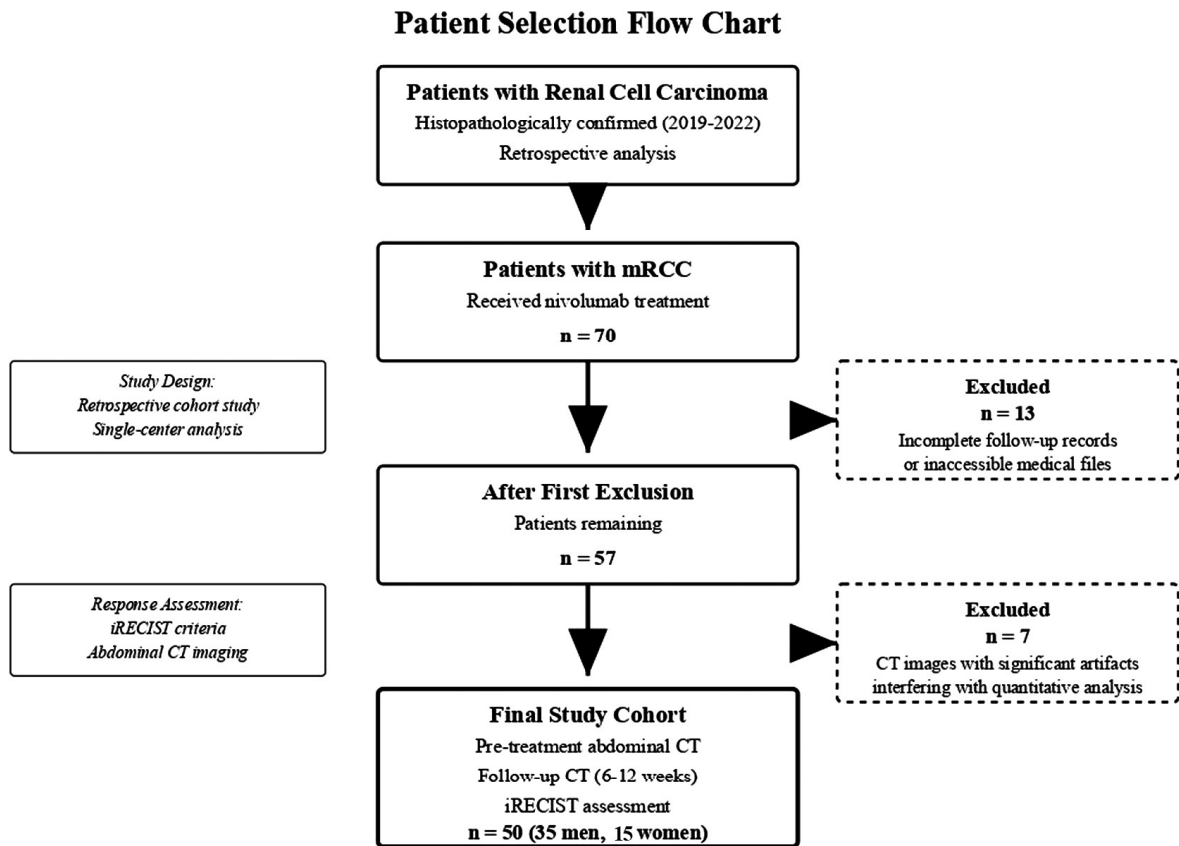 Patient Selection Flow Chart
Patients with Renal Cell Carcinoma
Histopathologically confirmed (2019-2022)
Retrospective analysis
Patients with mRCC
Received nivolumab treatment
n = 70
Study Design:
Retrospective cohort study
Single-center analysis
Excluded
n = 13
Incomplete follow-up records
or inaccessible medical files
After First Exclusion
Patients remaining
n = 57
Response Assessment:
iRECIST criteria
Abdominal CT imaging
Excluded
n = 7
CT images with significant artifacts
interfering with quantitative analysis
Final Study Cohort
Pre-treatment abdominal CT
Follow-up CT (6-12 weeks)
iRECIST assessment
n = 50 (35 men, 15 women)